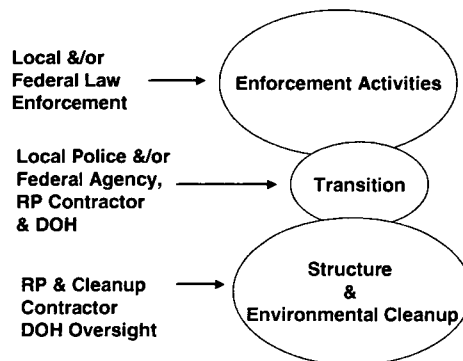 Local &/or
Federal Law
Enforcement
Enforcement Activities
Local Police &/or
Federal Agency,
RP Contractor
& DOH
Transition
RP & Cleanup
Contractor
DOH Oversight
Structure
&
Environmental Cleanup